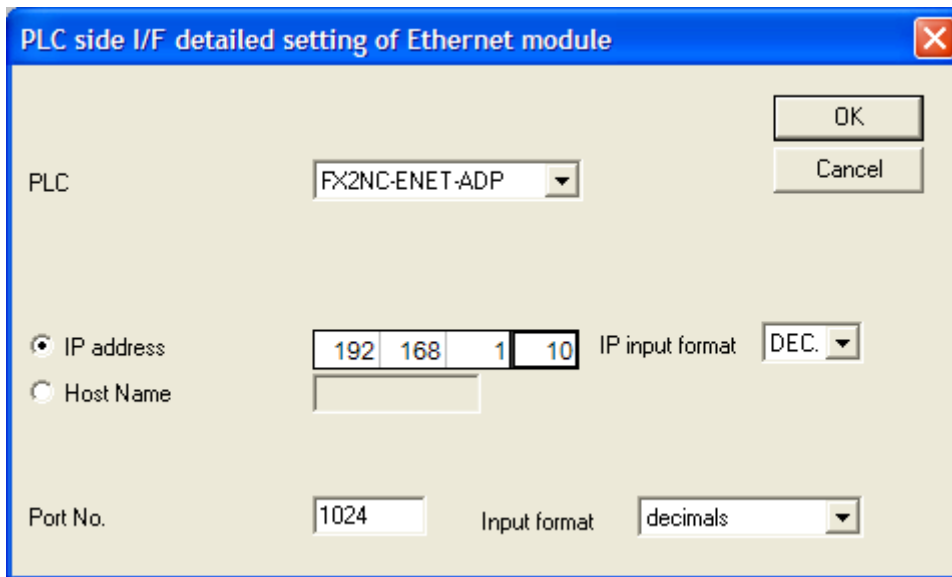 PLC side I/F detailed setting of Ethernet module
OK
Cancel
PLC FX2NC-ENET-ADP
IP address 192 168 1 10 IP input format DEC.
Host Name
Port No. 1024 Input format decimals